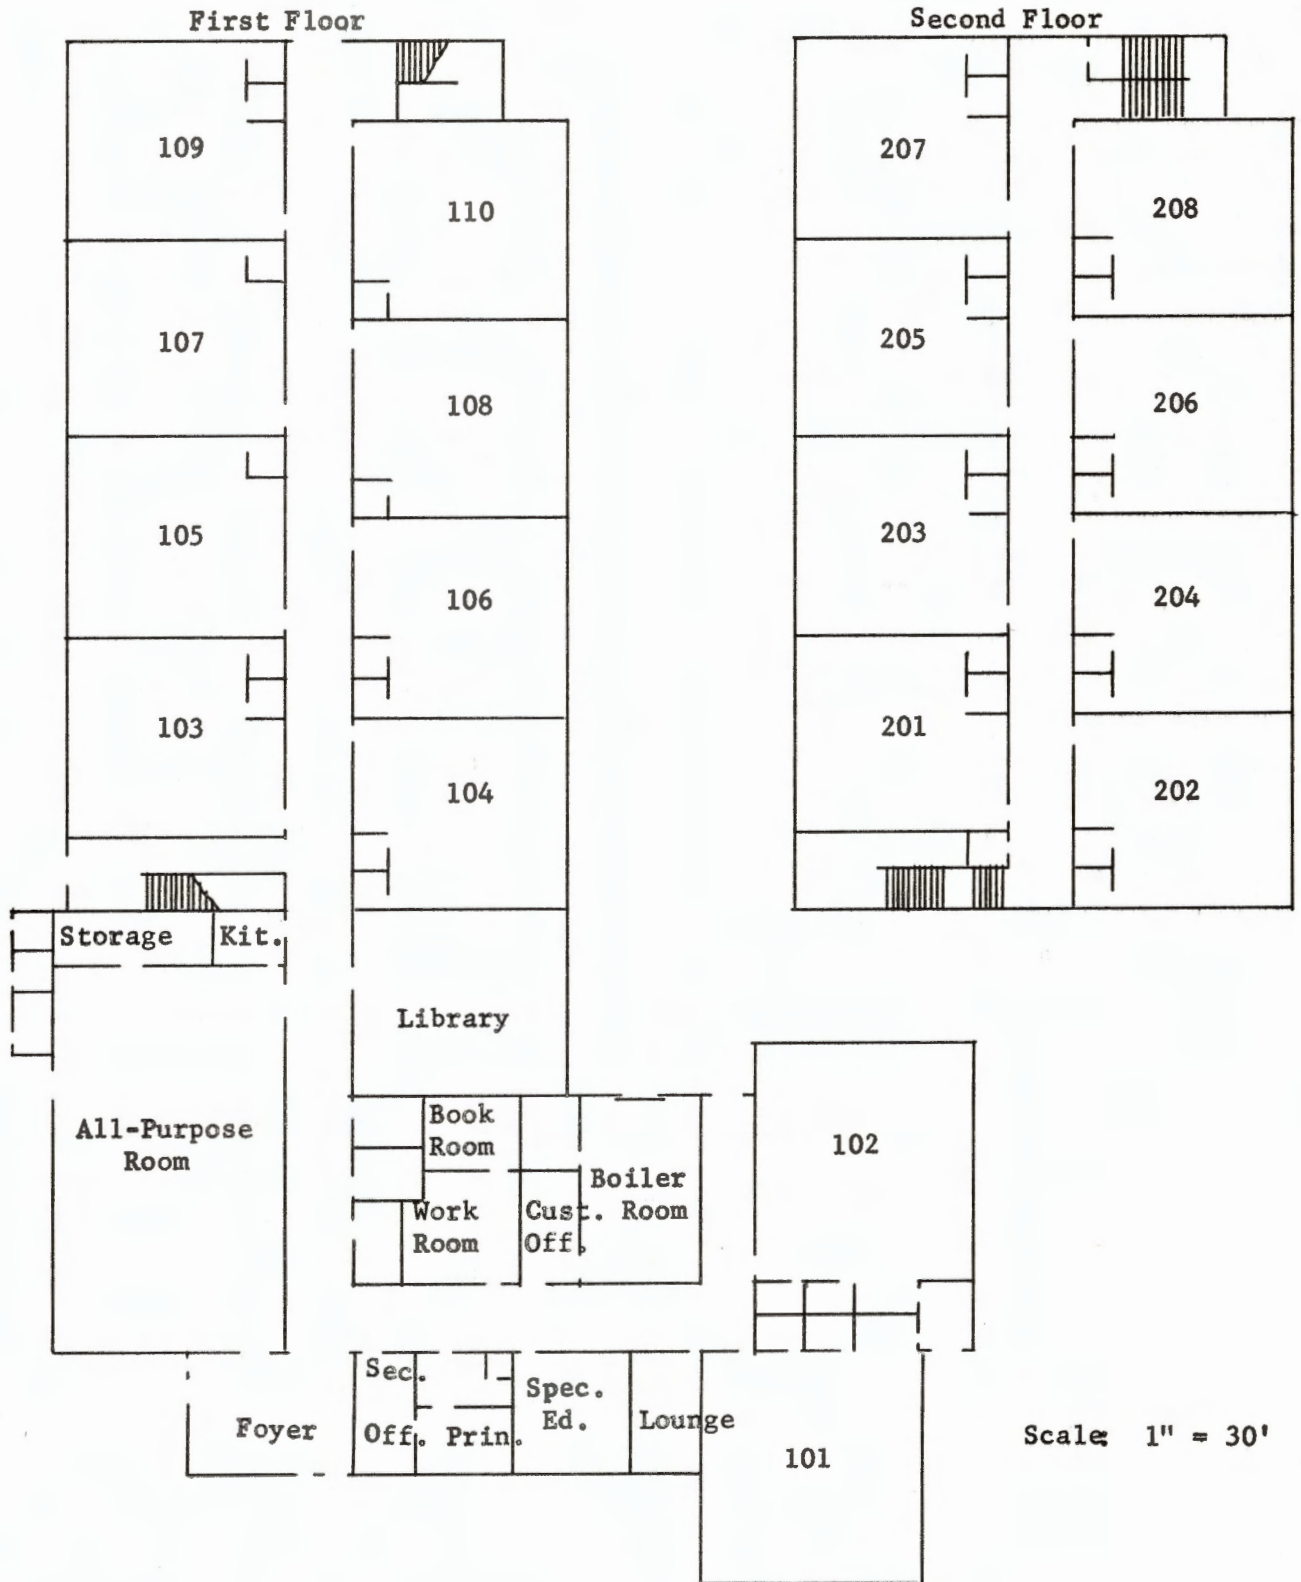 First Floor
Second Floor
109
110
107
108
105
106
103
104
Storage
Kit.
Library
All-Purpose
Room
Book
Room
Work
Room
Cust.
Off.
Boiler
Room
102
Foyer
Sec.
Off.
Prin.
Spec.
Ed.
Lounge
101
207
208
205
206
203
204
201
202
Scale: 1" = 30'